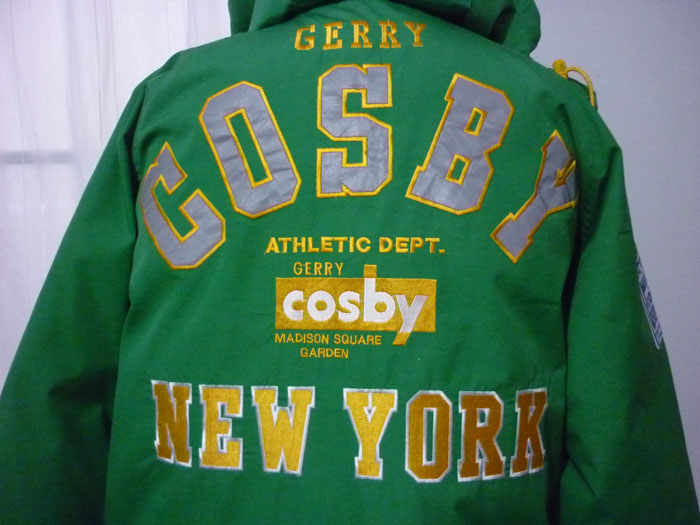 GERRY
COSBY
ATHLETIC DEPT.
GERRY
cosby
MADISON SQUARE
GARDEN
NEW YORK